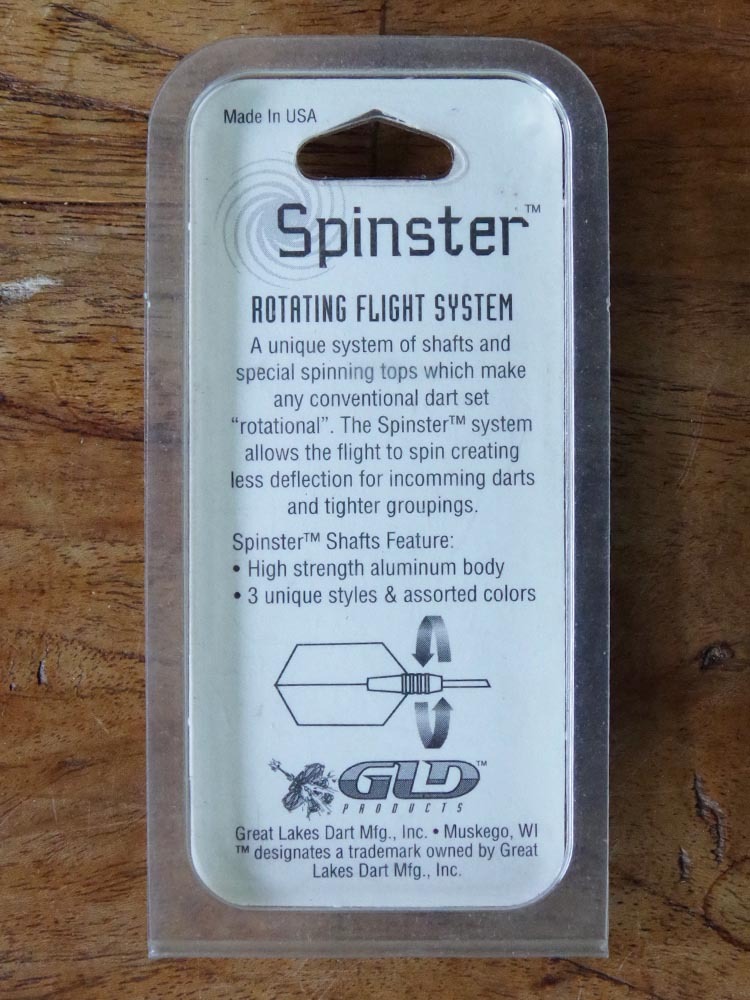 Made In USA
Spinster™
ROTATING FLIGHT SYSTEM
A unique system of shafts and
special spinning tops which make
any conventional dart set
“rotational”. The Spinster™ system
allows the flight to spin creating
less deflection for incomming darts
and tighter groupings.
Spinster™ Shafts Feature:
• High strength aluminum body
• 3 unique styles & assorted colors
GLD™
PRODUCTS
Great Lakes Dart Mfg., Inc. • Muskego, WI
™ designates a trademark owned by Great
Lakes Dart Mfg., Inc.